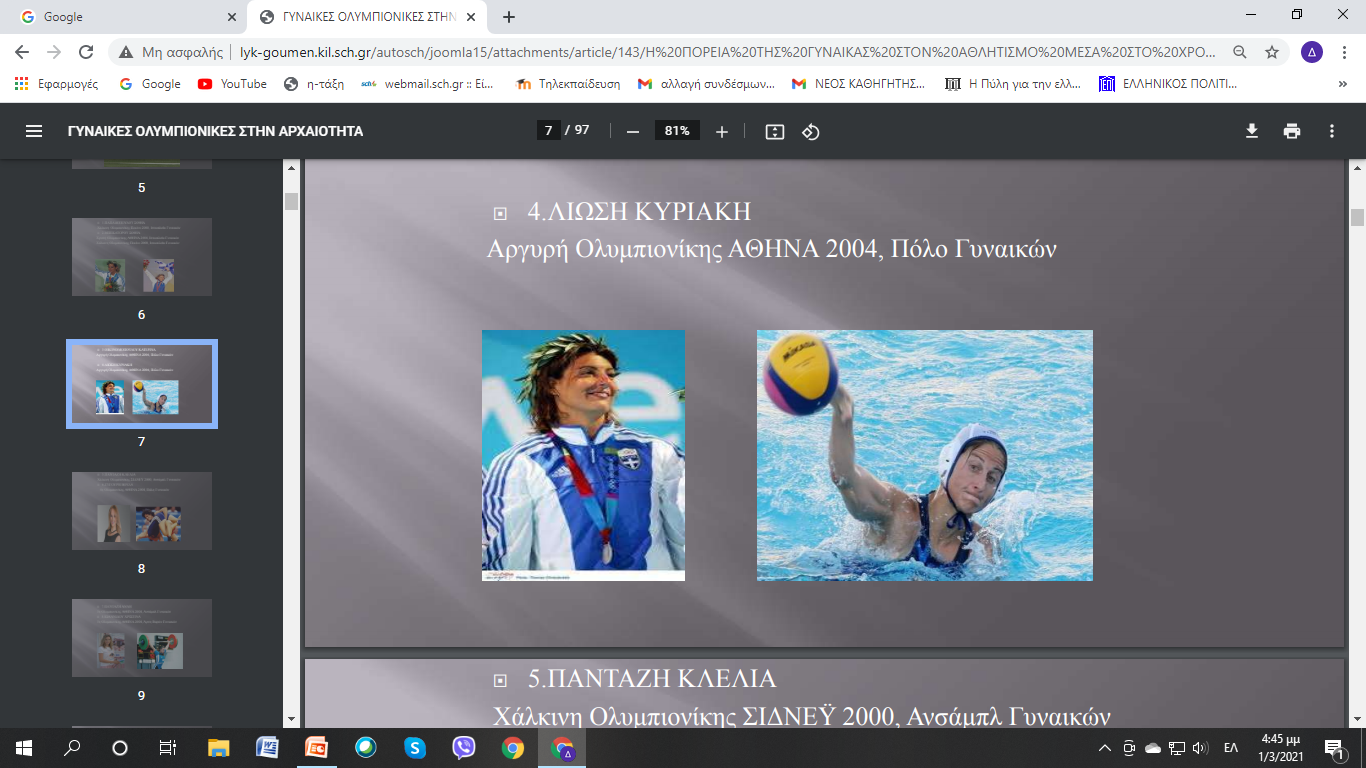 Google
ΓΥΝΑΙΚΕΣ ΟΛΥΜΠΙΟΝΙΚΕΣ ΣΤΗΝ
Μη ασφαλής
lyk-goumen.kil.sch.gr/autosch/joomla15/attachments/article/143/Η%20ΠΟΡΕΙΑ%20ΤΗΣ%20ΓΥΝΑΙΚΑΣ%20ΣΤΟΝ%20ΑΘΛΗΤΙΣΜΟ%20ΜΕΣΑ%20ΣΤΟ%20ΧΡΟ...
Δ
Εφαρμογές
Google
YouTube
η-τάξη
webmail.sch.gr :: Εί...
Τηλεκπαίδευση
αλλαγή συνδέσμων...
ΝΕΟΣ ΚΑΘΗΓΗΤΗΣ...
Η Πύλη για την ελλ...
ΕΛΛΗΝΙΚΟΣ ΠΟΛΙΤΙ...
»
ΓΥΝΑΙΚΕΣ ΟΛΥΜΠΙΟΝΙΚΕΣ ΣΤΗΝ ΑΡΧΑΙΟΤΗΤΑ
7 / 97
81%
5
6
7
8
9
4.ΛΙΩΣΗ ΚΥΡΙΑΚΗ
Αργυρή Ολυμπιονίκης ΑΘΗΝΑ 2004, Πόλο Γυναικών
MIKASA
5.ΠΑΝΤΑΖΗ ΚΛΕΛΙΑ
Χάλκινη Ολυμπιονίκης ΣΙΔΝΕΫ 2000, Ανσάμπλ Γυναικών
ΕΛ
4:45 μμ
1/3/2021
1